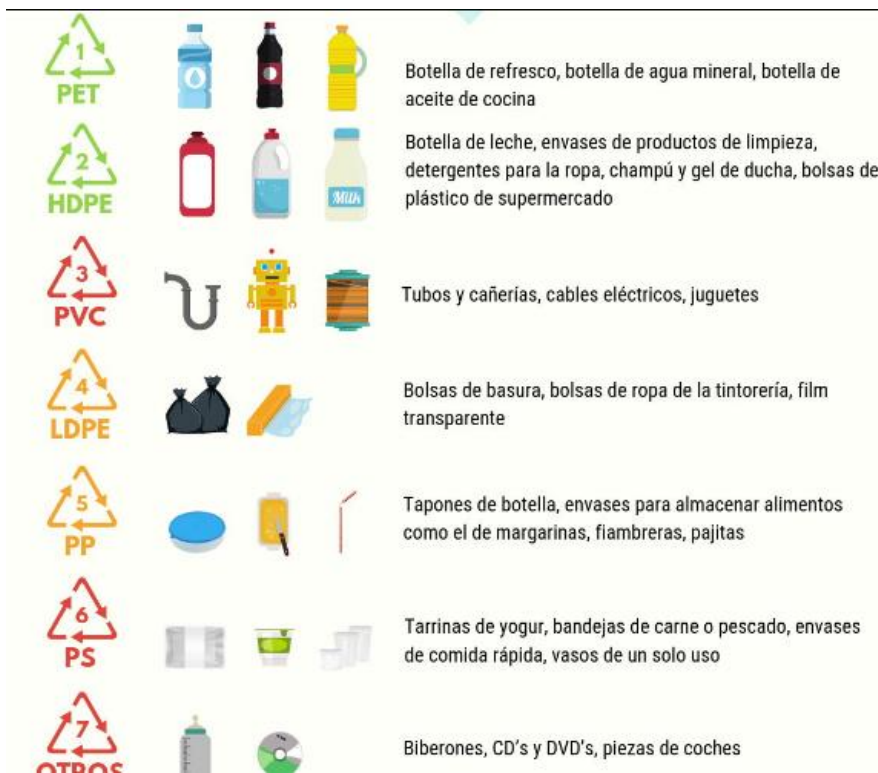 1
PET
Botella de refresco, botella de agua mineral, botella de
aceite de cocina
2
HDPE
Milk
Botella de leche, envases de productos de limpieza,
detergentes para la ropa, champú y gel de ducha, bolsas de
plástico de supermercado
3
PVC
Tubos y cañerías, cables eléctricos, juguetes
4
LDPE
Bolsas de basura, bolsas de ropa de la tintorería, film
transparente
5
PP
Tapones de botella, envases para almacenar alimentos
como el de margarinas, fiambreras, pajitas
6
PS
Tarrinas de yogur, bandejas de carne o pescado, envases
de comida rápida, vasos de un solo uso
7
OTROS
Biberones, CD's y DVD's, piezas de coches